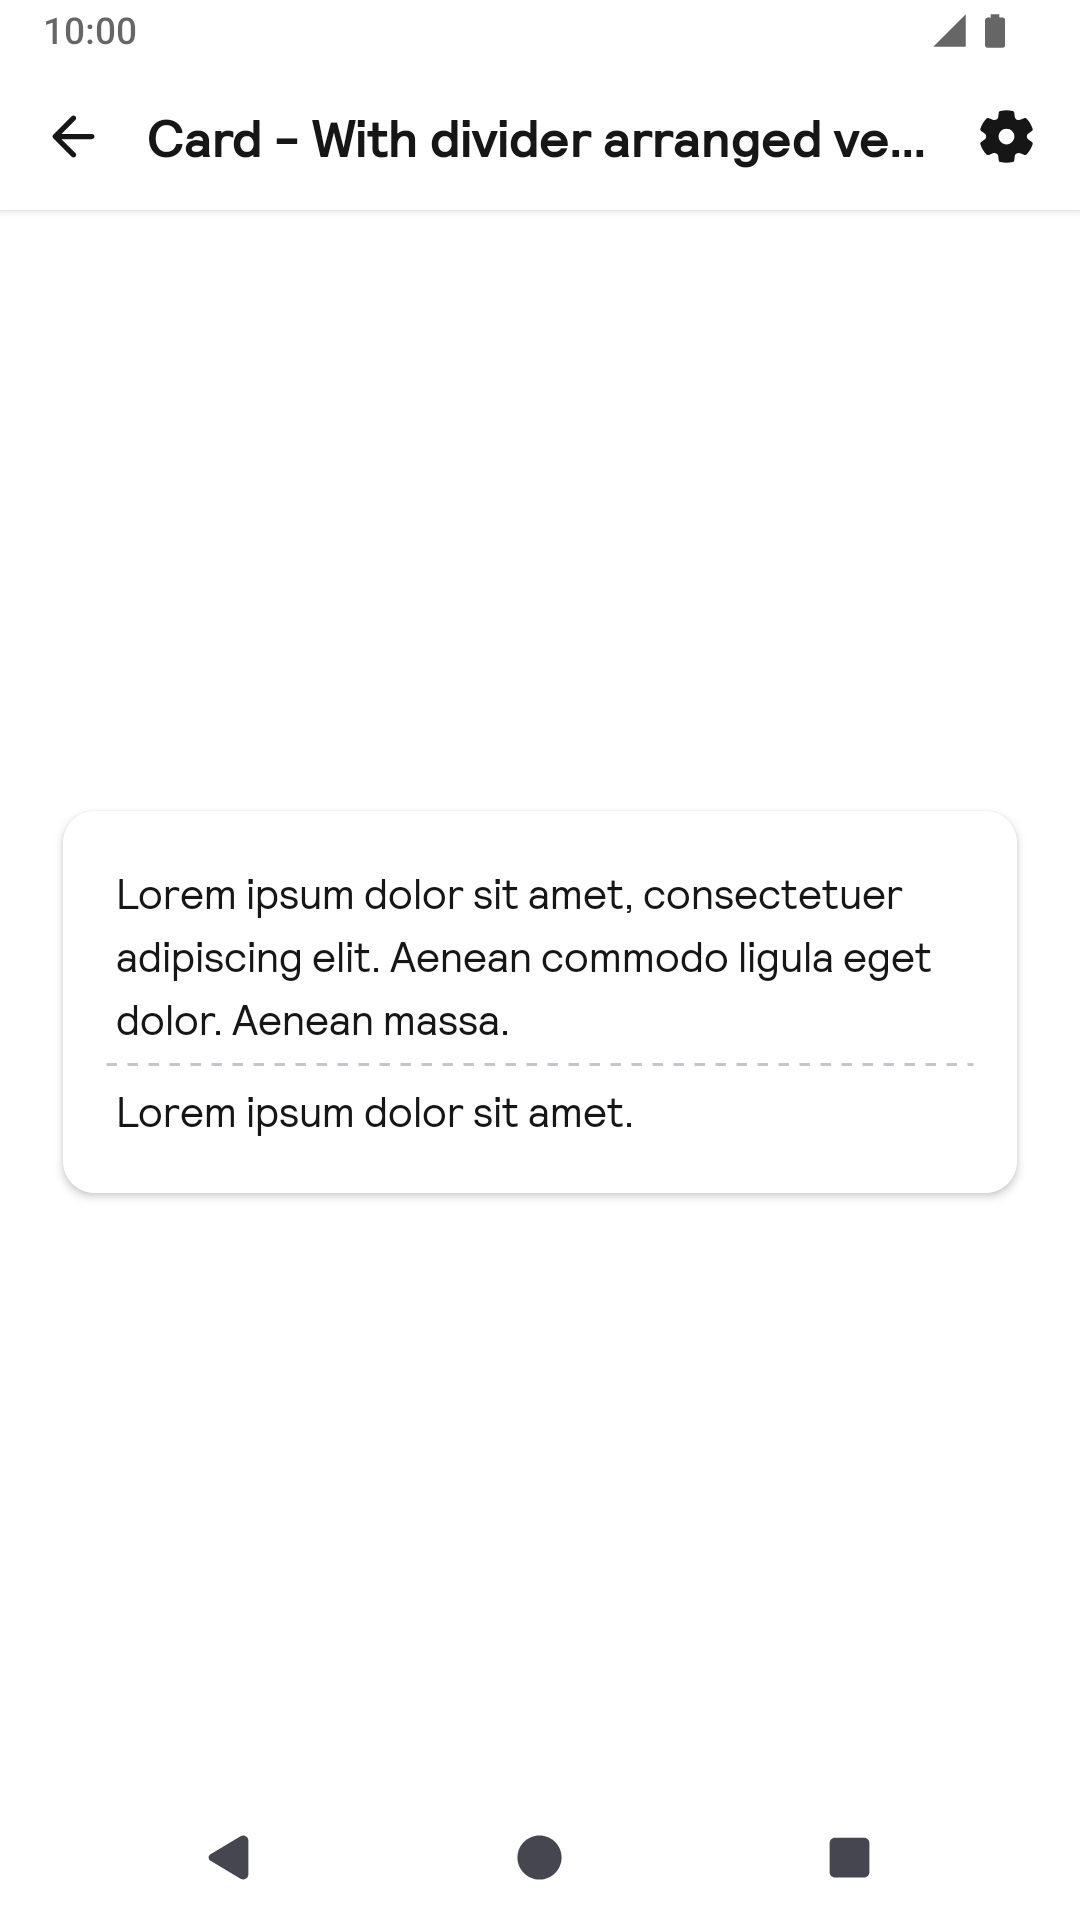 10:00
Card - With divider arranged ve...
Lorem ipsum dolor sit amet, consectetuer
adipiscing elit. Aenean commodo ligula eget
dolor. Aenean massa.
Lorem ipsum dolor sit amet.